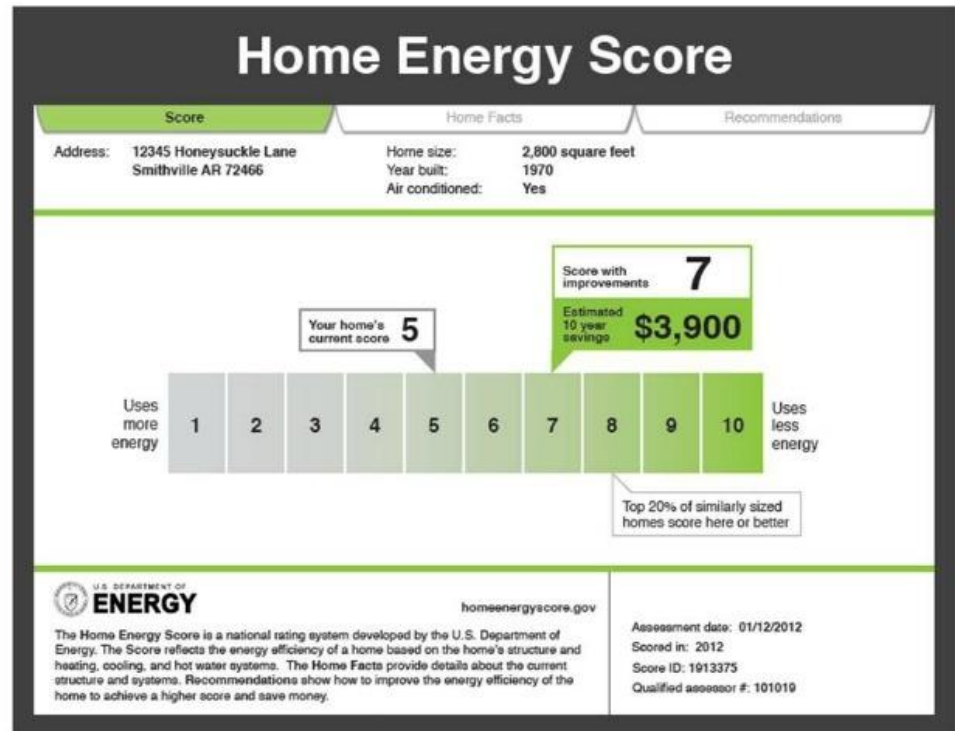 Home Energy Score
Score
Home Facts
Recommendations
Address: 12345 Honeysuckle Lane
Smithville AR 72466
Home size: 2,800 square feet
Year built: 1970
Air conditioned: Yes
Score with
improvements 7
Estimated
10 year
savings $3,900
Your home's
current score 5
Uses
more
energy
1 2 3 4 5 6 7 8 9 10
Uses
less
energy
Top 20% of similarly sized
homes score here or better
U.S. DEPARTMENT OF
ENERGY
homeenergyscore.gov
The Home Energy Score is a national rating system developed by the U.S. Department of
Energy. The Score reflects the energy efficiency of a home based on the home's structure and
heating, cooling, and hot water systems. The Home Facts provide details about the current
structure and systems. Recommendations show how to improve the energy efficiency of the
home to achieve a higher score and save money.
Assessment date: 01/12/2012
Scored in: 2012
Score ID: 1913375
Qualified assessor #: 101019